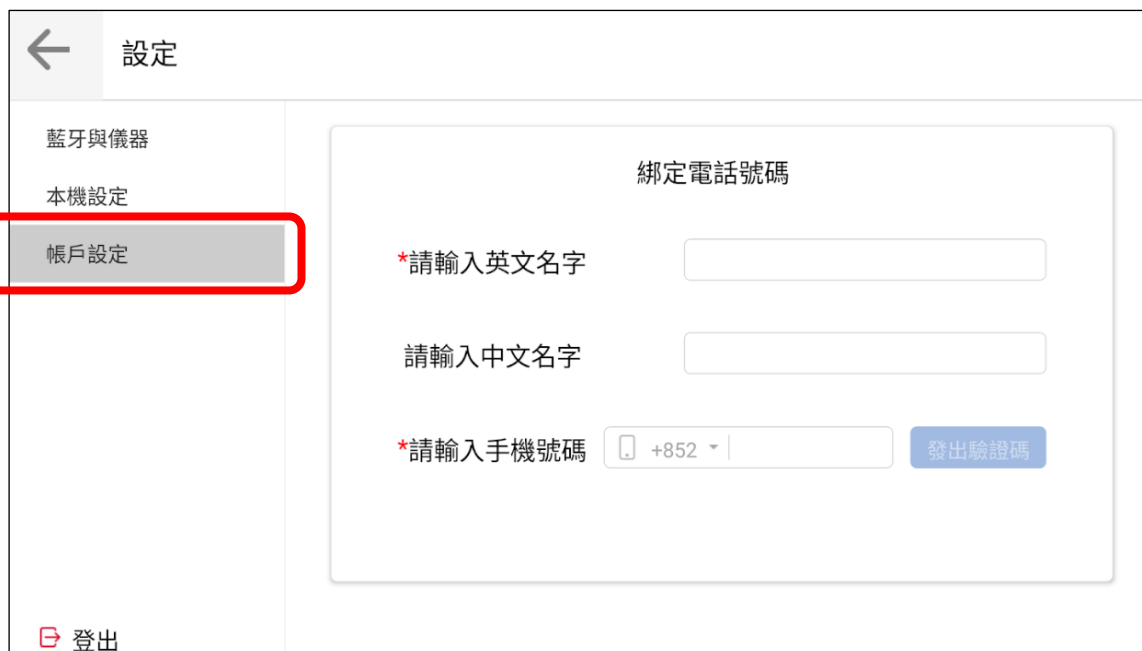 設定
藍牙與儀器
本機設定
帳戶設定
登出
綁定電話號碼
*請輸入英文名字
請輸入中文名字
*請輸入手機號碼 +852 發出驗證碼